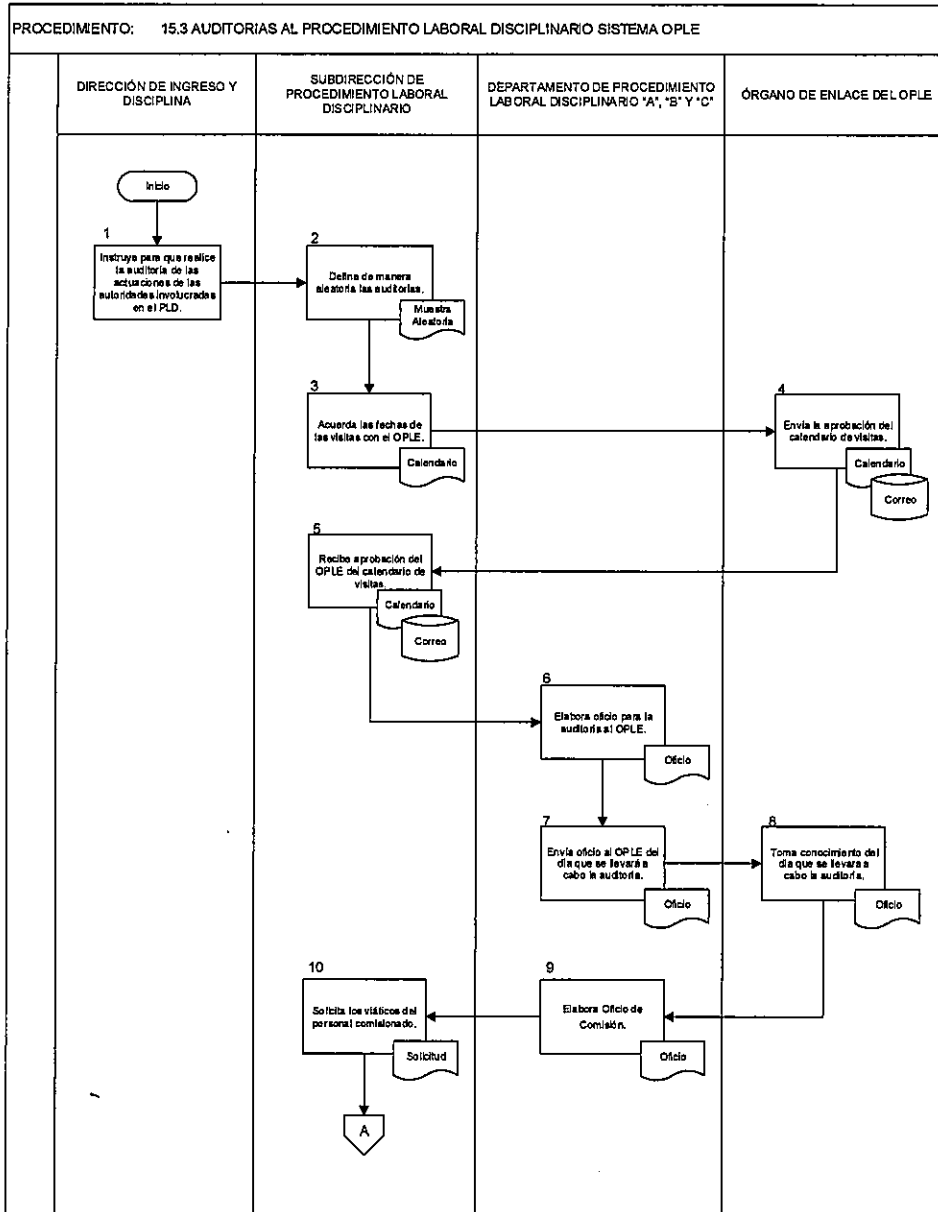 PROCEDIMIENTO: 15.3 AUDITORIAS AL PROCEDIMIENTO LABORAL DISCIPLINARIO SISTEMA OPLE
DIRECCIÓN DE INGRESO Y
DISCIPLINA
SUBDIRECCIÓN DE
PROCEDIMIENTO LABORAL
DISCIPLINARIO
DEPARTAMENTO DE PROCEDIMIENTO
LABORAL DISCIPLINARIO "A", "B" Y "C"
ÓRGANO DE ENLACE DEL OPLE
Inicio
1
Instruye para que realice
la auditoría de las
actuaciones de las
autoridades involucradas
en el PLD.
2
Define de manera
aleatoria las auditorías.
Muestra
Aleatoria
3
Acuerda las fechas de
las visitas con el OPLE.
Calendario
4
Envía la aprobación del
calendario de visitas.
Calendario
Correo
5
Recibe aprobación del
OPLE del calendario de
visitas.
Calendario
Correo
6
Elabora oficio para la
auditoría al OPLE.
Oficio
7
Envía oficio al OPLE del
día que se llevará a
cabo la auditoría.
Oficio
8
Toma conocimiento del
día que se llevara a
cabo la auditoría.
Oficio
9
Elabora Oficio de
Comisión.
Oficio
10
Solicita los viáticos del
personal comisionado.
Solicitud
A